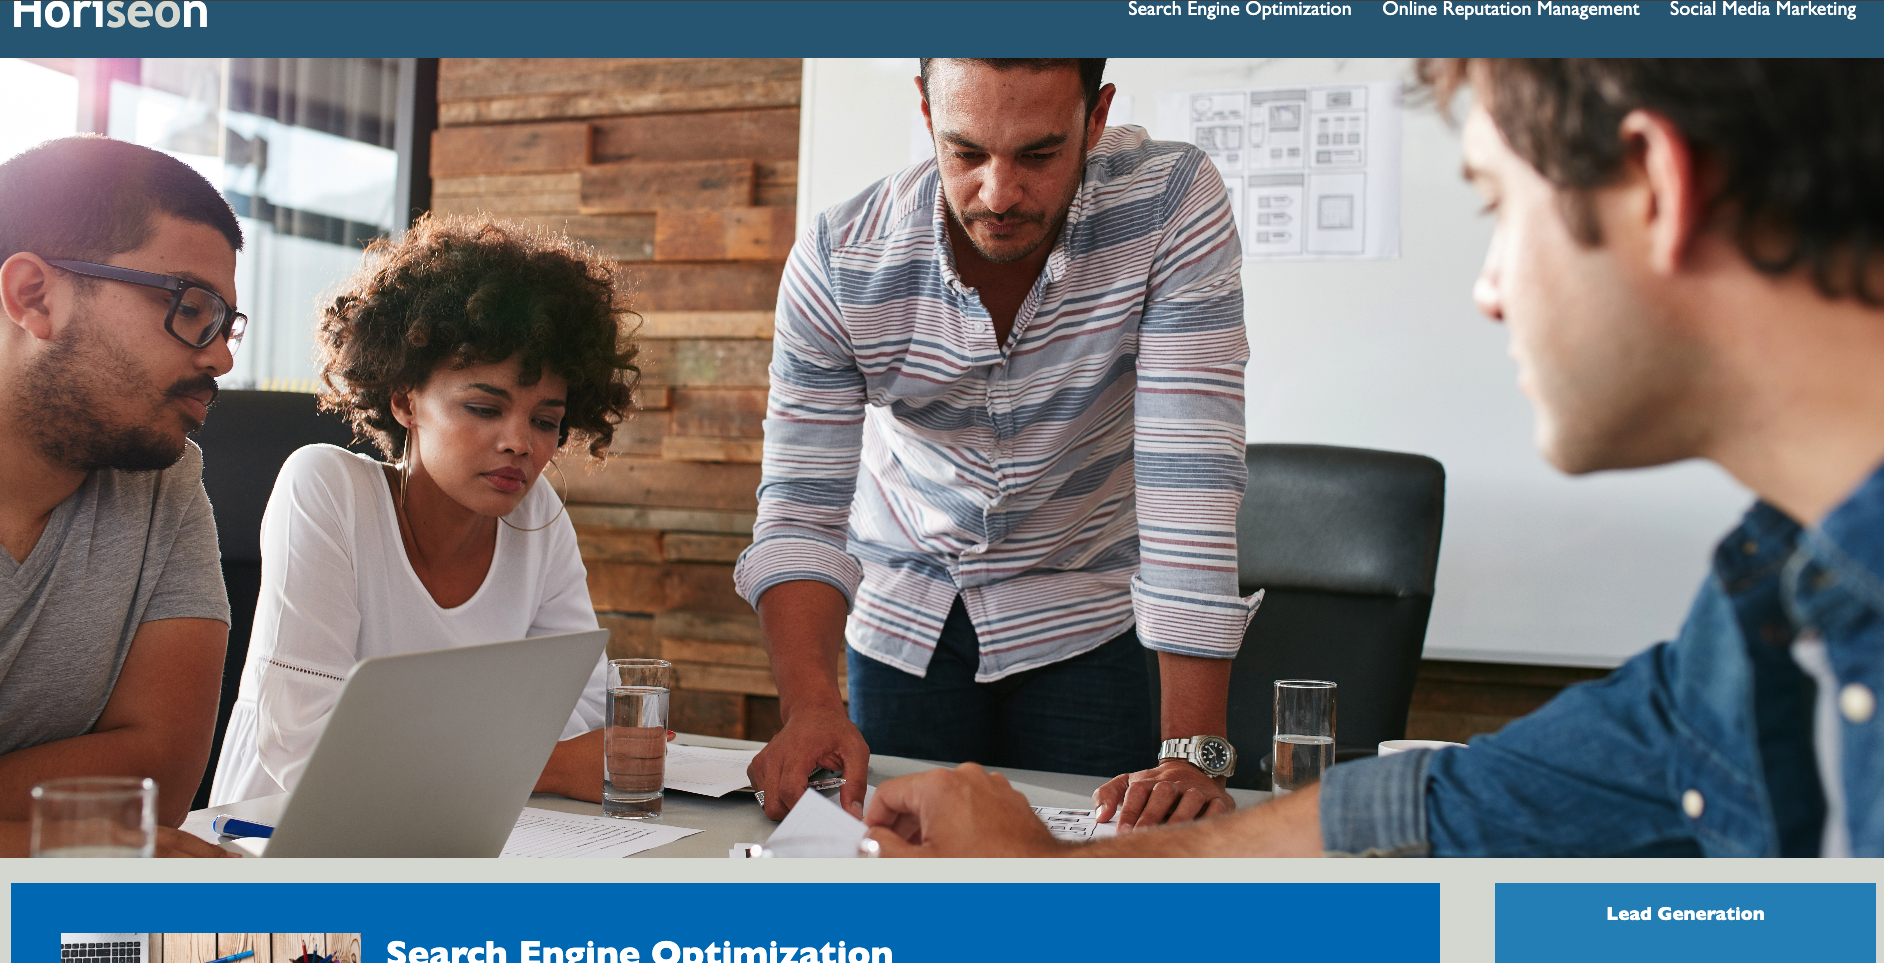 Horiseon
Search Engine Optimization
Online Reputation Management
Social Media Marketing
Search Engine Optimization
Lead Generation